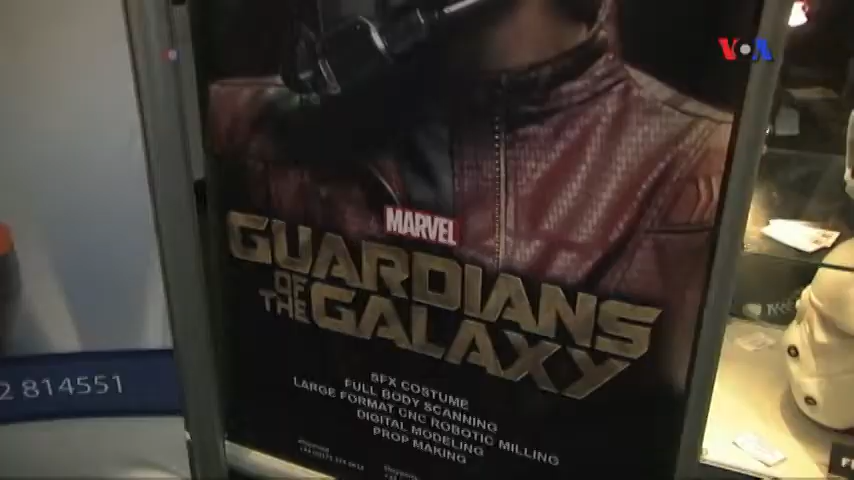 VOA
MARVEL
GUARDIANS
OF THE GALAXY
SFX COSTUME
FULL BODY SCANNING
LARGE FORMAT CNC ROBOTIC MILLING
DIGITAL MODELING
PROP MAKING
2 814551